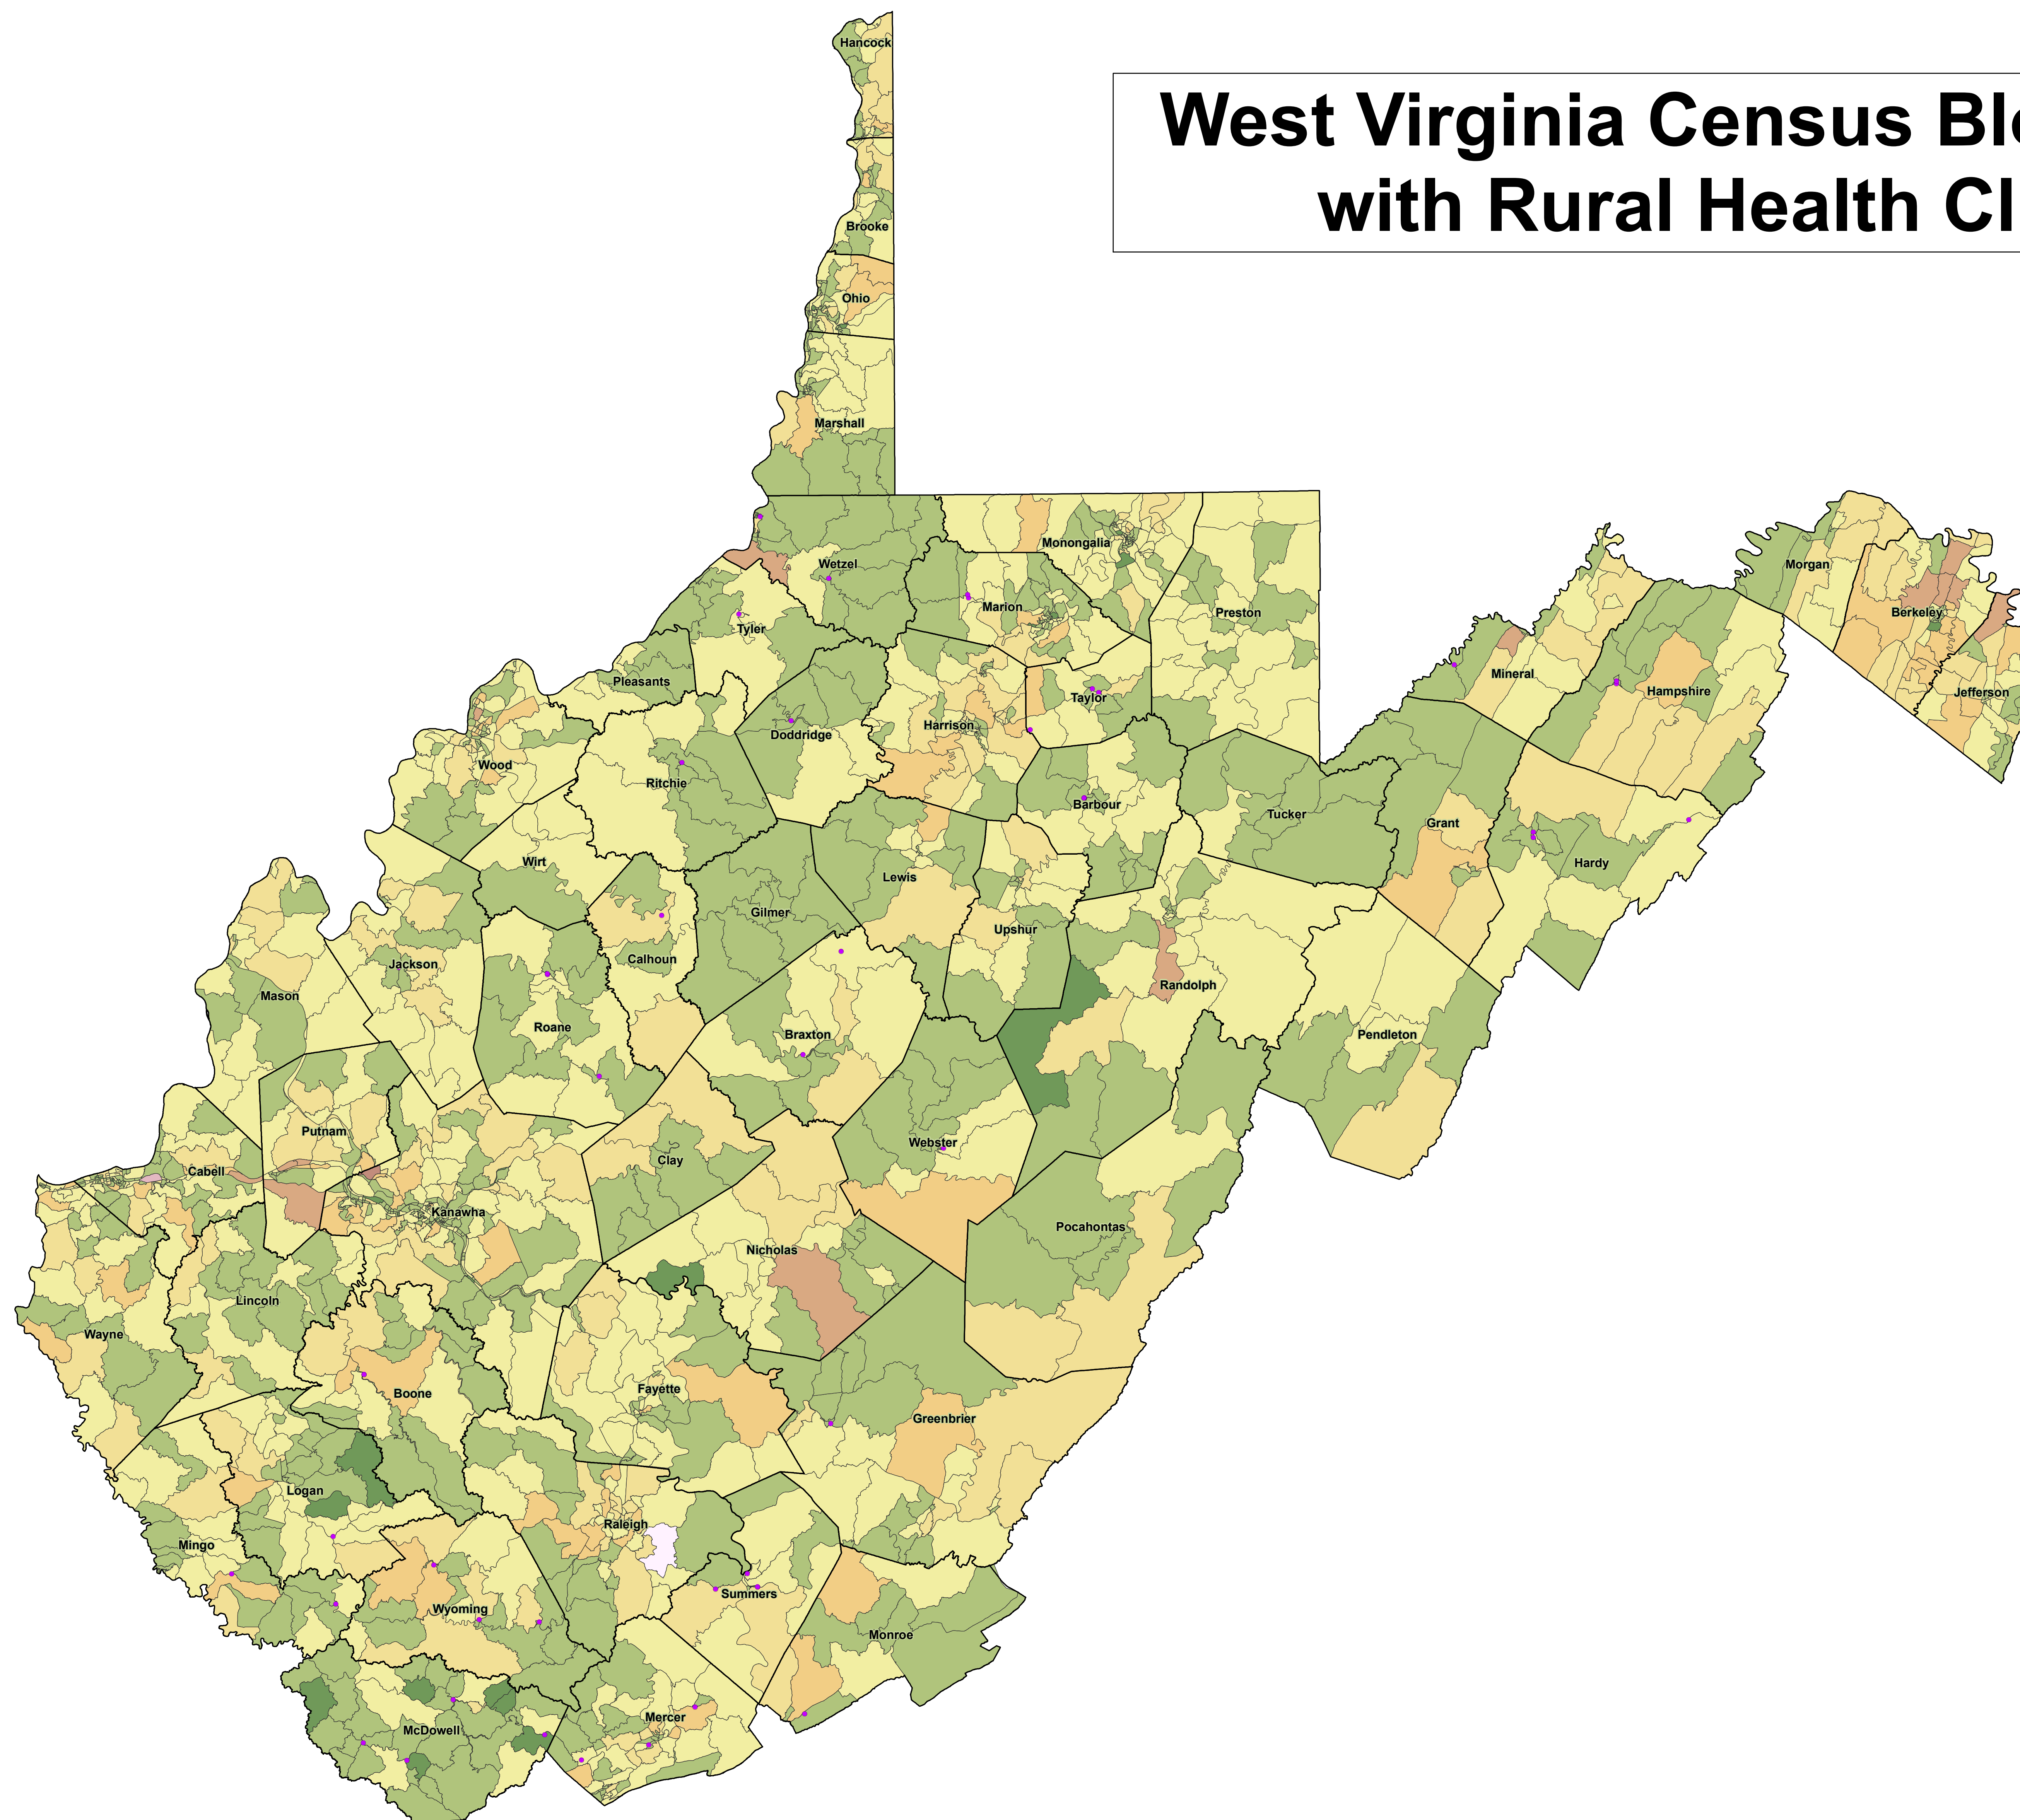 Hancock
West Virginia Census Blo
with Rural Health Cl
Brooke
Ohio
Marshall
Monongalia
Wetzel
Morgan
Marion
Preston
Berkeley
Tyler
Mineral
Pleasants
Taylor
Hampshire
Jefferson
Harrison
Doddridge
Wood
Ritchie
Barbour
Tucker
Grant
Wirt
Hardy
Lewis
Gilmer
Upshur
Calhoun
Jackson
Randolph
Mason
Roane
Braxton
Pendleton
Putnam
Webster
Clay
Cabell
Kanawha
Pocahontas
Nicholas
Lincoln
Wayne
Fayette
Boone
Greenbrier
Logan
Raleigh
Mingo
Summers
Wyoming
Monroe
Mercer
McDowell